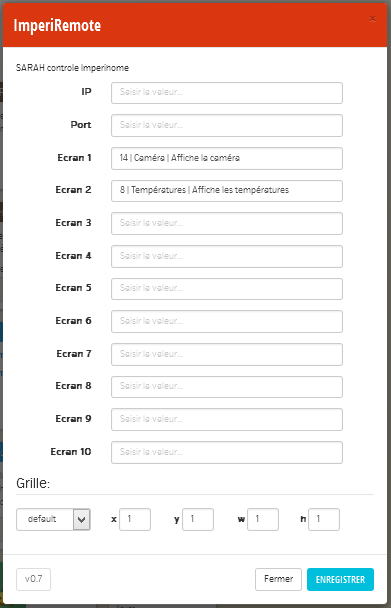 ImperiRemote ×
SARAH controle Imperihome
IP Saisir la valeur...
Port Saisir la valeur...
Ecran 1 14 | Caméra | Affiche la caméra
Ecran 2 8 | Températures | Affiche les températures
Ecran 3 Saisir la valeur...
Ecran 4 Saisir la valeur...
Ecran 5 Saisir la valeur...
Ecran 6 Saisir la valeur...
Ecran 7 Saisir la valeur...
Ecran 8 Saisir la valeur...
Ecran 9 Saisir la valeur...
Ecran 10 Saisir la valeur...
Grille:
default x 1 y 1 w 1 h 1
v0.7 Fermer ENREGISTRER